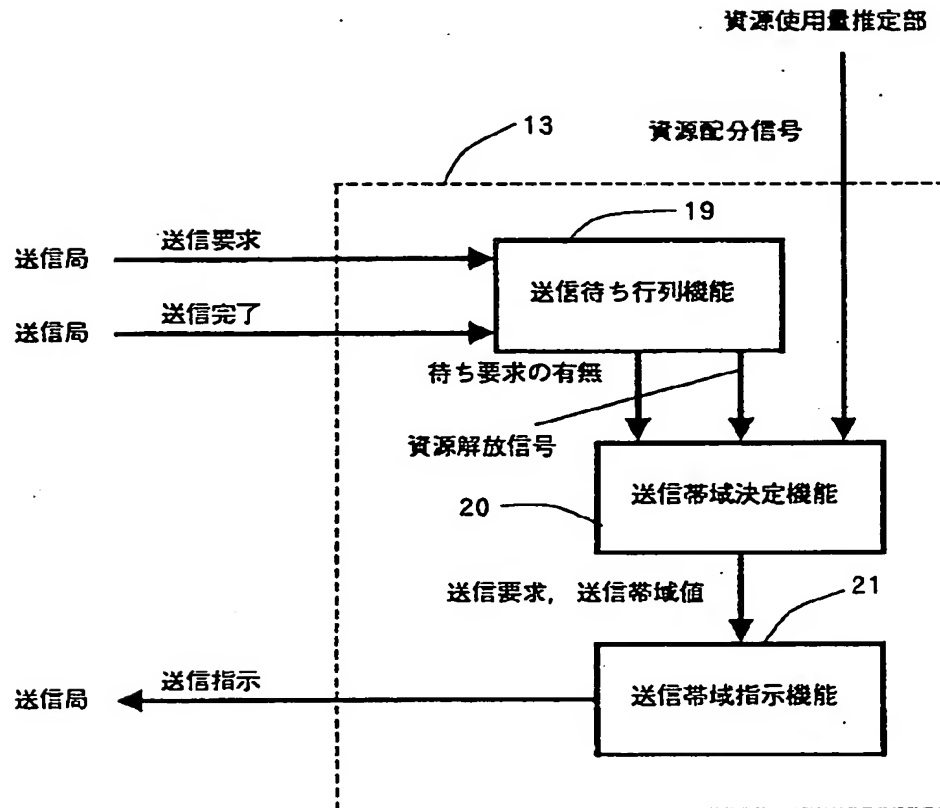 資源使用量推定部
13
資源配分信号
19
送信局
送信要求
送信待ち行列機能
送信局
送信完了
待ち要求の有無
資源解放信号
20
送信帯域決定機能
送信要求, 送信帯域値
21
送信局
送信指示
送信帯域指示機能